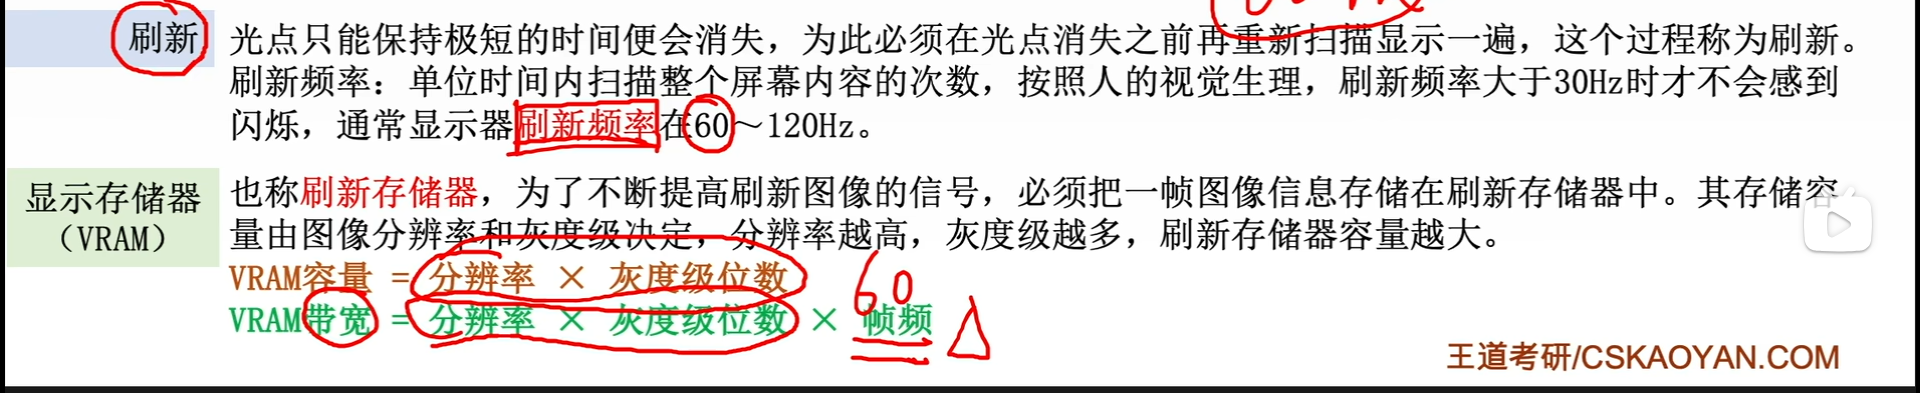 刷新
光点只能保持极短的时间便会消失，为此必须在光点消失之前再重新扫描显示一遍，这个过程称为刷新。
刷新频率：单位时间内扫描整个屏幕内容的次数，按照人的视觉生理，刷新频率大于30Hz时才不会感到
闪烁，通常显示器刷新频率在60～120Hz。
显示存储器
（VRAM）
也称刷新存储器，为了不断提高刷新图像的信号，必须把一帧图像信息存储在刷新存储器中。其存储容
量由图像分辨率和灰度级决定，分辨率越高，灰度级越多，刷新存储器容量越大。
VRAM容量 = 分辨率 × 灰度级位数
60
VRAM带宽 = 分辨率 × 灰度级位数 × 帧频
王道考研/CSKAOYAN.COM